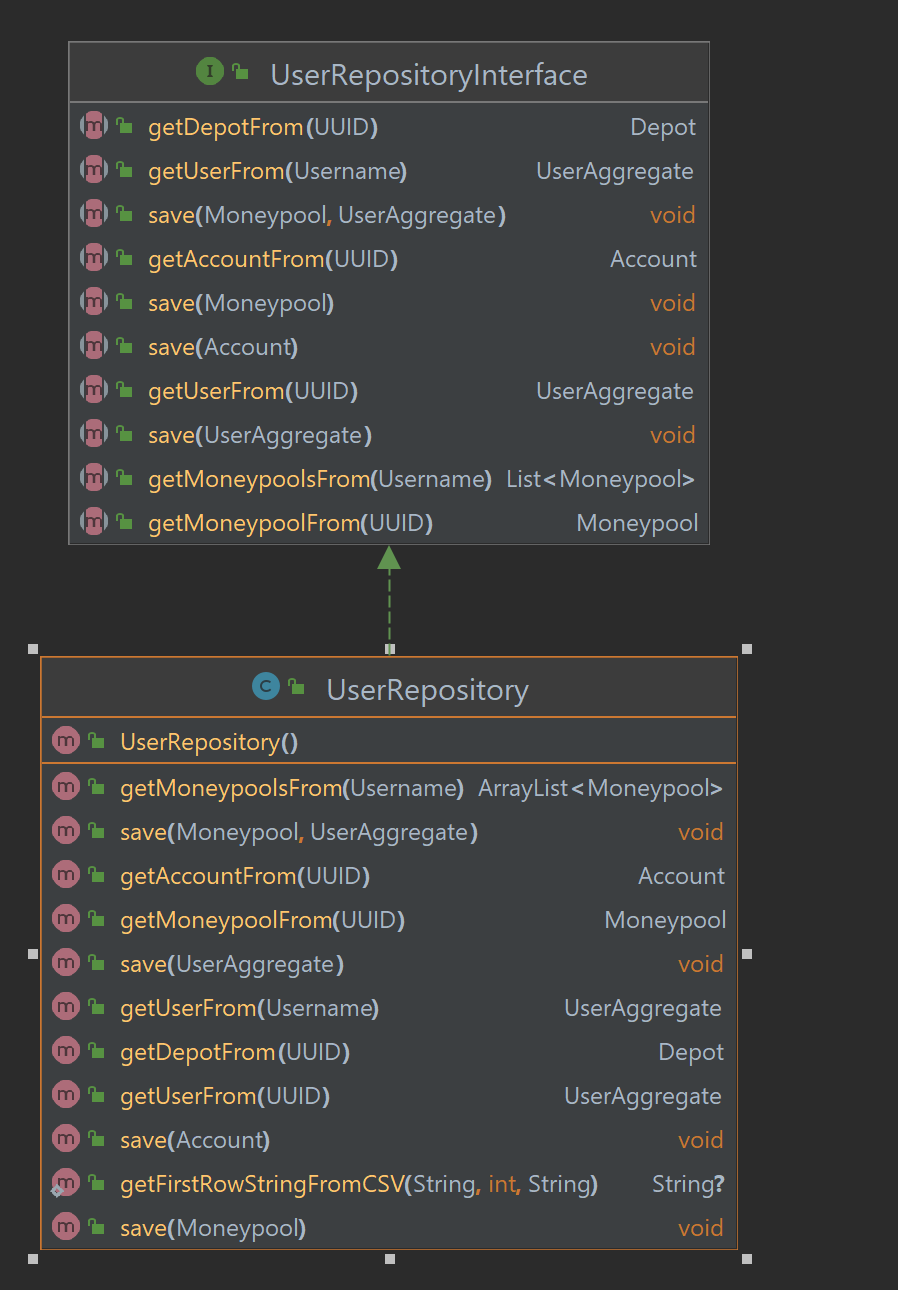 I UserRepositoryInterface
m getDepotFrom(UUID) Depot
m getUserFrom(Username) UserAggregate
m save(Moneypool, UserAggregate) void
m getAccountFrom(UUID) Account
m save(Moneypool) void
m save(Account) void
m getUserFrom(UUID) UserAggregate
m save(UserAggregate) void
m getMoneypoolsFrom(Username) List<Moneypool>
m getMoneypoolFrom(UUID) Moneypool
C UserRepository
m UserRepository()
m getMoneypoolsFrom(Username) ArrayList<Moneypool>
m save(Moneypool, UserAggregate) void
m getAccountFrom(UUID) Account
m getMoneypoolFrom(UUID) Moneypool
m save(UserAggregate) void
m getUserFrom(Username) UserAggregate
m getDepotFrom(UUID) Depot
m getUserFrom(UUID) UserAggregate
m save(Account) void
m getFirstRowStringFromCSV(String, int, String) String?
m save(Moneypool) void